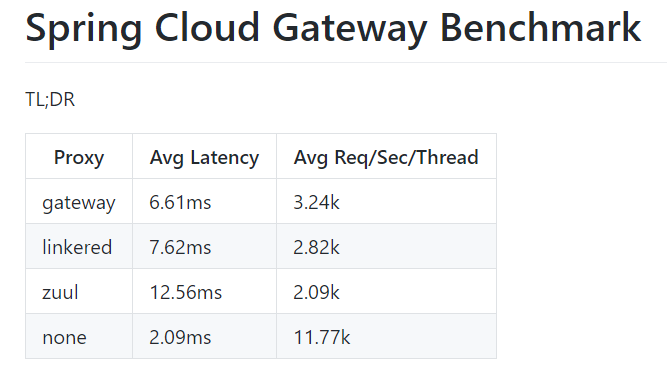 Spring Cloud Gateway Benchmark
TL;DR
Proxy Avg Latency Avg Req/Sec/Thread
gateway 6.61ms 3.24k
linkered 7.62ms 2.82k
zuul 12.56ms 2.09k
none 2.09ms 11.77k